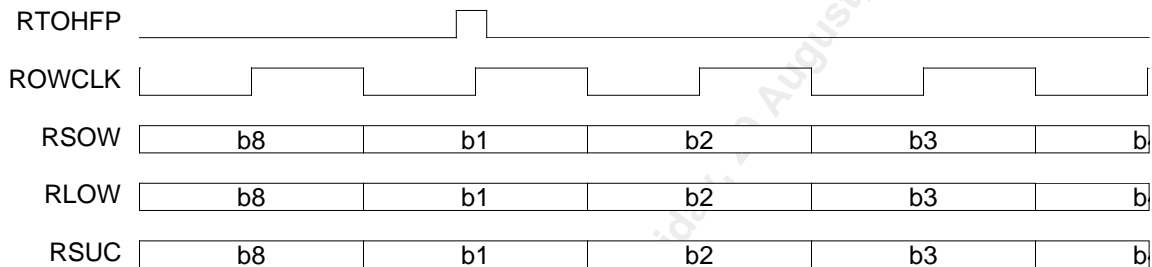 RTOHFP
ROWCLK
RSOW b8 b1 b2 b3
RLOW b8 b1 b2 b3
RSUC b8 b1 b2 b3